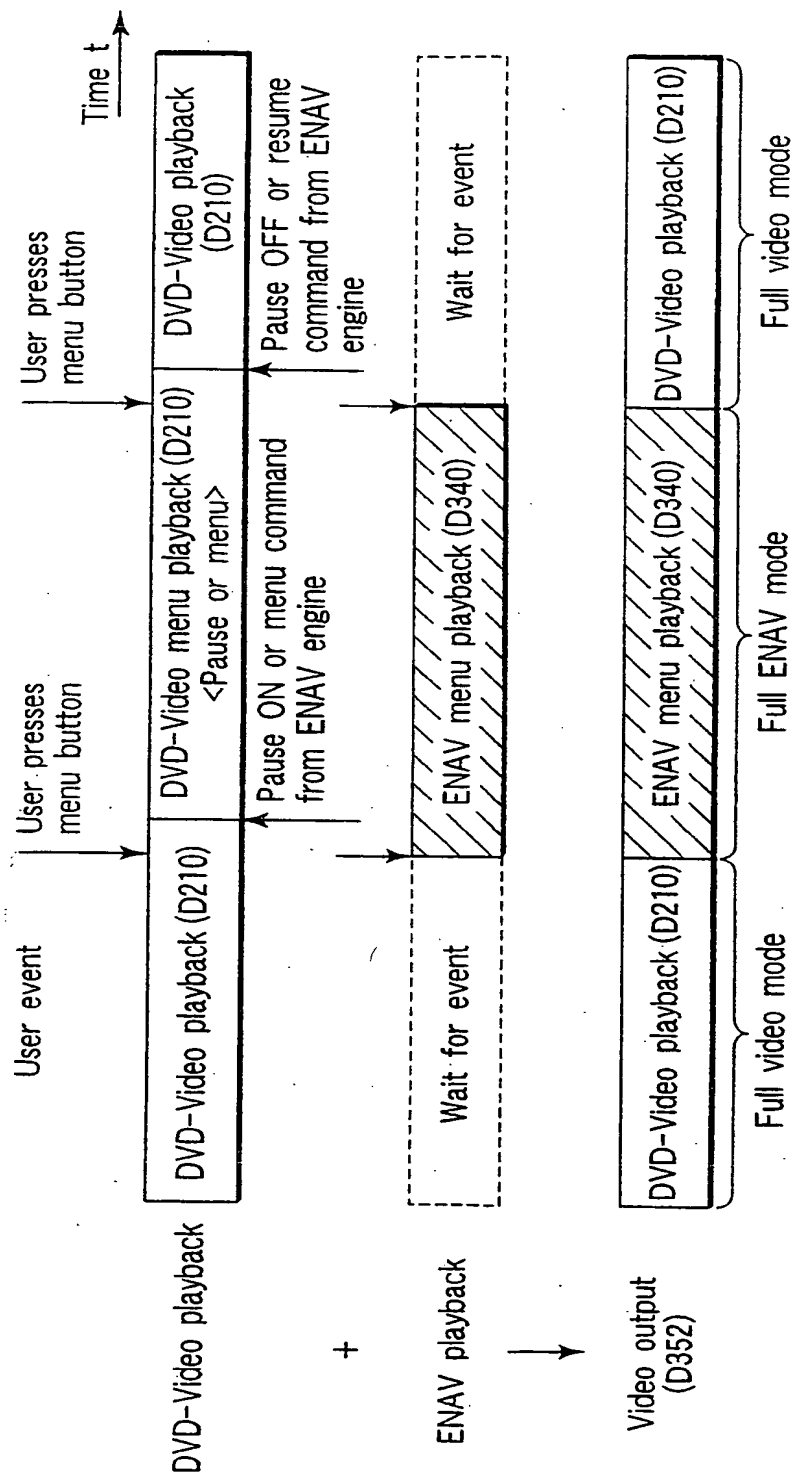 Time t
User event
User presses
menu button
User presses
menu button
DVD-Video playback
DVD-Video playback (D210)
DVD-Video menu playback (D210)
<Pause or menu>
DVD-Video playback
(D210)
Pause ON or menu command
from ENAV engine
Pause OFF or resume
command from ENAV
engine
+
ENAV playback
Wait for event
ENAV menu playback (D340)
Wait for event
Video output
(D352)
DVD-Video playback (D210)
ENAV menu playback (D340)
DVD-Video playback (D210)
Full video mode
Full ENAV mode
Full video mode